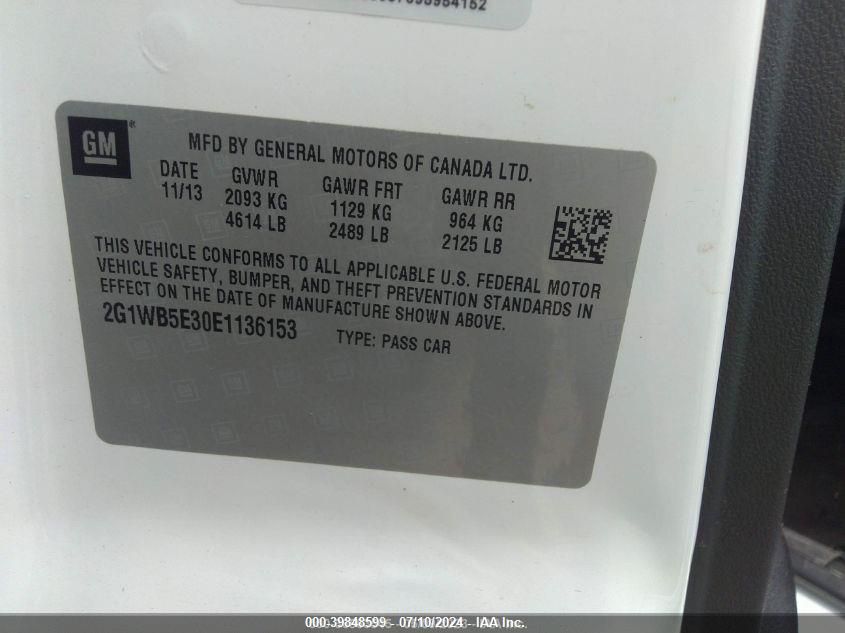 GM
MFD BY GENERAL MOTORS OF CANADA LTD.
DATE GVWR GAWR FRT GAWR RR
11/13 2093 KG 1129 KG 964 KG
4614 LB 2489 LB 2125 LB
THIS VEHICLE CONFORMS TO ALL APPLICABLE U.S. FEDERAL MOTOR
VEHICLE SAFETY, BUMPER, AND THEFT PREVENTION STANDARDS IN
EFFECT ON THE DATE OF MANUFACTURE SHOWN ABOVE.
2G1WB5E30E1136153 TYPE: PASS CAR
000-39848599 - 07/10/2024 - IAA Inc.